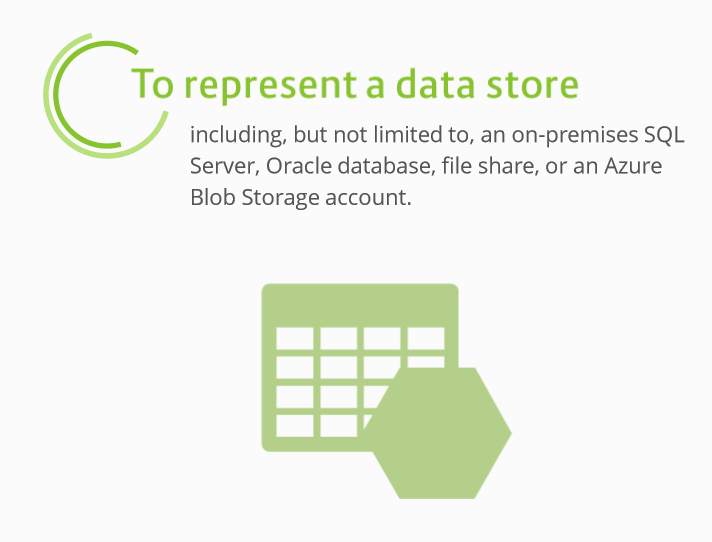 To represent a data store
including, but not limited to, an on-premises SQL
Server, Oracle database, file share, or an Azure
Blob Storage account.